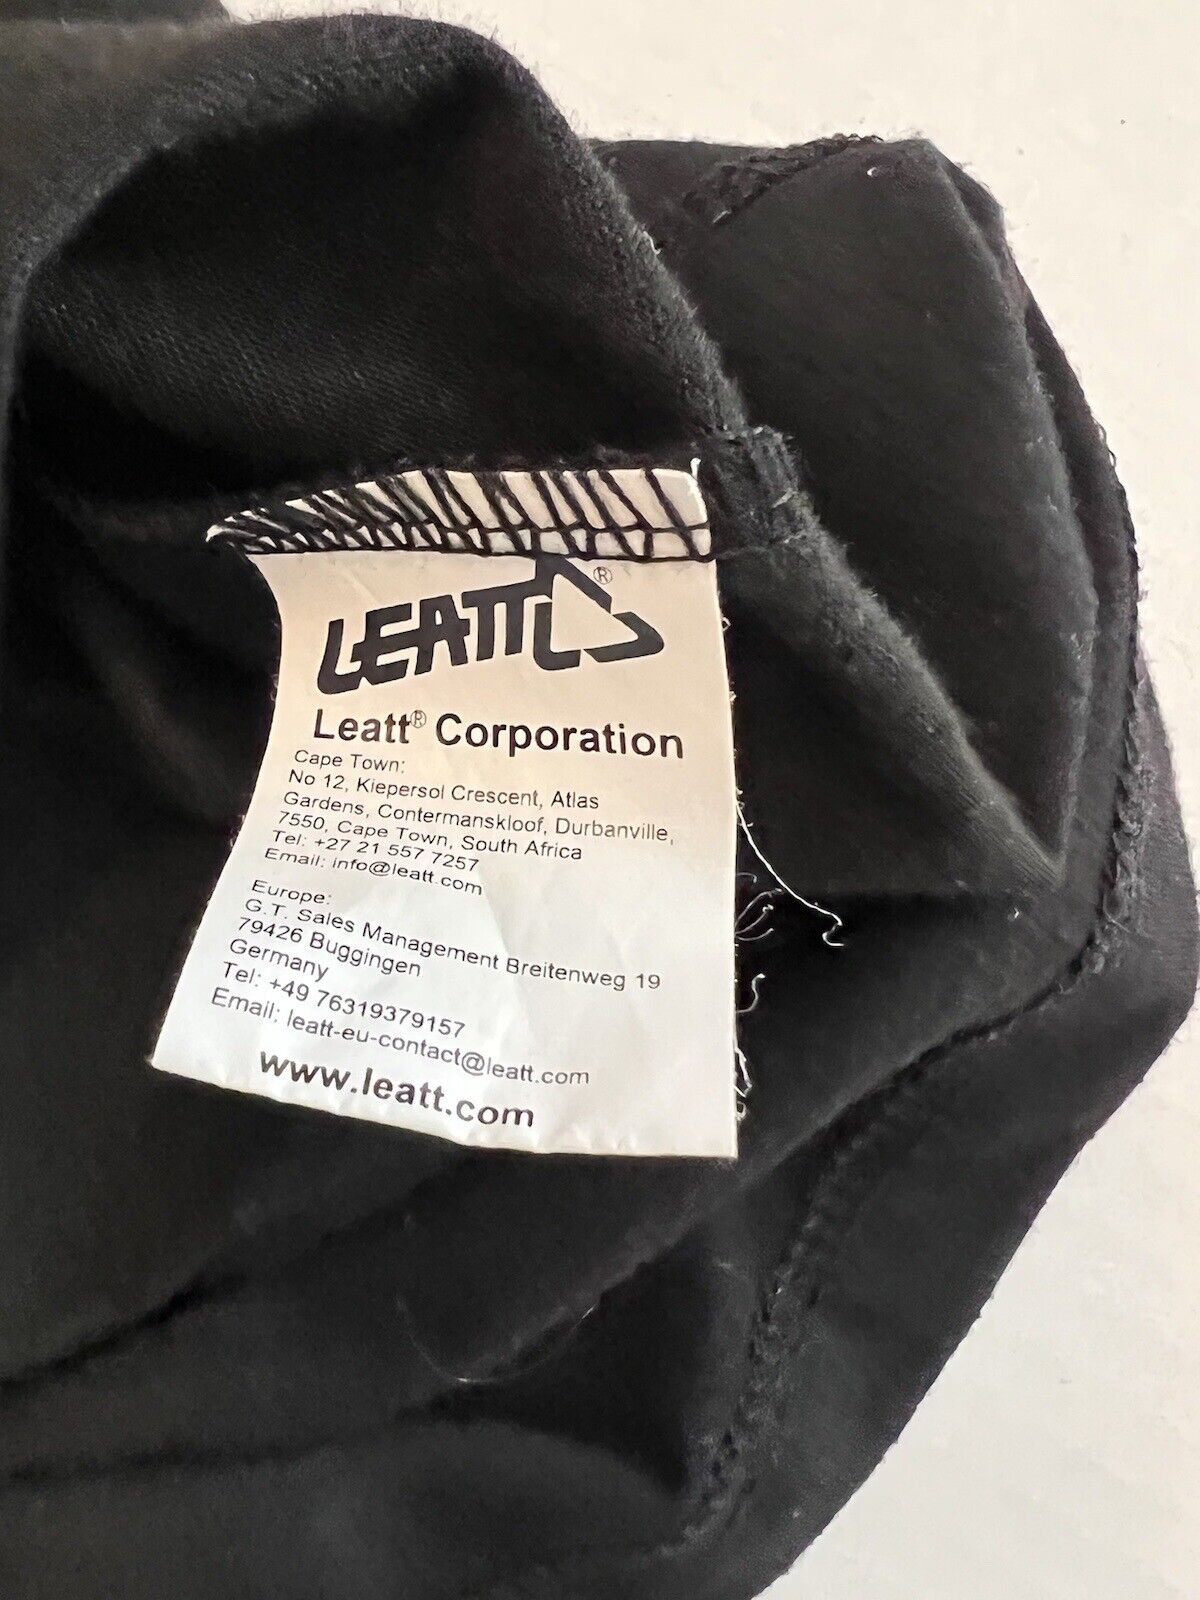 LEATT®
Leatt® Corporation
Cape Town:
No 12, Kiepersol Crescent, Atlas
Gardens, Contermanskloof, Durbanville,
7550, Cape Town, South Africa
Tel: +27 21 557 7257
Email: info@leatt.com
Europe:
G.T. Sales Management Breitenweg 19
79426 Buggingen
Germany
Tel: +49 76319379157
Email: leatt-eu-contact@leatt.com
www.leatt.com